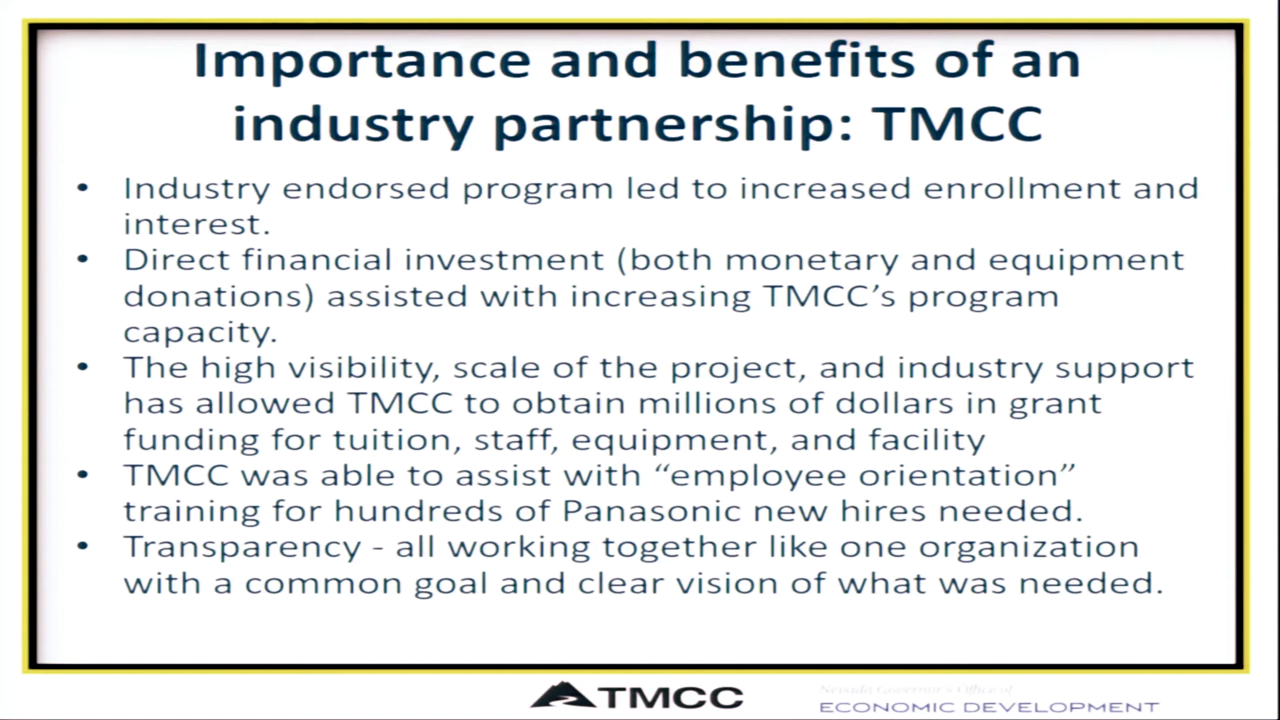 Importance and benefits of an
industry partnership: TMCC
• Industry endorsed program led to increased enrollment and
interest.
• Direct financial investment (both monetary and equipment
donations) assisted with increasing TMCC’s program
capacity.
• The high visibility, scale of the project, and industry support
has allowed TMCC to obtain millions of dollars in grant
funding for tuition, staff, equipment, and facility
• TMCC was able to assist with “employee orientation”
training for hundreds of Panasonic new hires needed.
• Transparency - all working together like one organization
with a common goal and clear vision of what was needed.
TMCC
Nevada Governor's Office of
ECONOMIC DEVELOPMENT